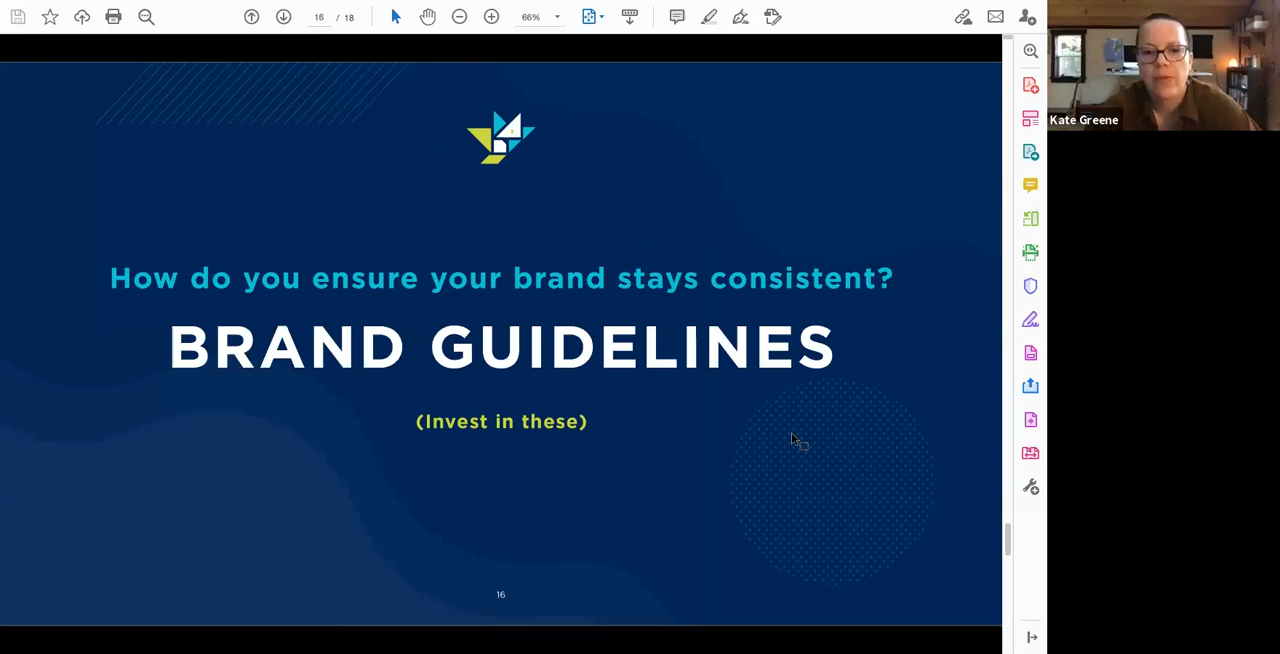 16 / 18
66%
Kate Greene
How do you ensure your brand stays consistent?
BRAND GUIDELINES
(Invest in these)
16